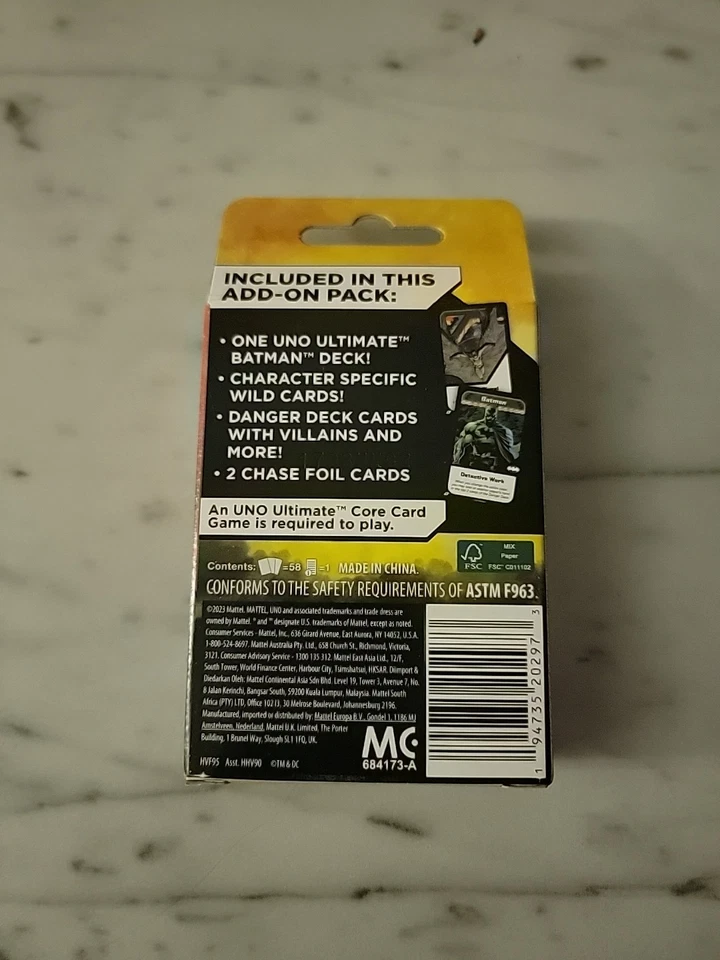 INCLUDED IN THIS
ADD-ON PACK:
• ONE UNO ULTIMATE™
BATMAN™ DECK!
• CHARACTER SPECIFIC
WILD CARDS!
• DANGER DECK CARDS
WITH VILLAINS AND
MORE!
• 2 CHASE FOIL CARDS
Batman
Detective Work
An UNO Ultimate™ Core Card
Game is required to play.
Contents: =58 =1 MADE IN CHINA.
FSC
MIX
Paper
FSC® C011102
CONFORMS TO THE SAFETY REQUIREMENTS OF ASTM F963.
©2023 Mattel. MATTEL, UNO and associated trademarks and trade dress are
owned by Mattel. ® and ™ designate U.S. trademarks of Mattel, except as noted.
Consumer Services - Mattel, Inc., 636 Girard Avenue, East Aurora, NY 14052, U.S.A.
1-800-524-8697. Mattel Australia Pty. Ltd., 658 Church St., Richmond, Victoria,
3121. Consumer Advisory Service - 1300 135 312. Mattel East Asia Ltd., 12/F,
South Tower, World Finance Center, Harbour City, Tsimshatsui, HKSAR. Diimport &
Diedarkan Oleh: Mattel Continental Asia Sdn Bhd. Level 19, Tower 3, Avenue 7, No.
8 Jalan Kerinchi, Bangsar South, 59200 Kuala Lumpur, Malaysia. Mattel South
Africa (PTY) LTD, Office 102 I3, 30 Melrose Boulevard, Johannesburg 2196.
Manufactured, imported or distributed by: Mattel Europa B.V., Gondel 1, 1186 MJ
Amstelveen, Nederland. Mattel U.K. Limited, The Porter
Building, 1 Brunel Way, Slough SL1 1FQ, UK.
MC
684173-A
HVF95 Asst. HHV90 ©TM & DC
1 94735 20297 3